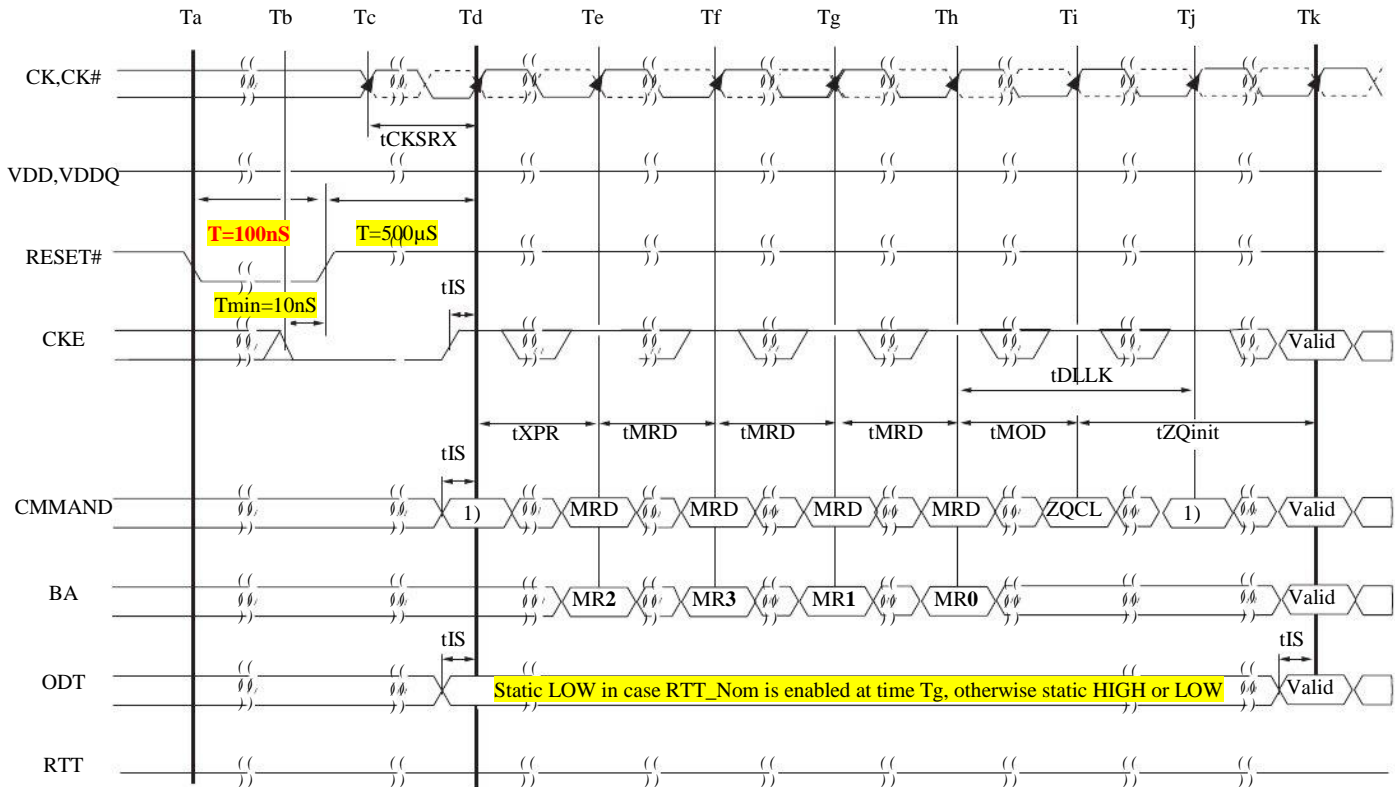 Ta Tb Tc Td Te Tf Tg Th Ti Tj Tk
CK,CK#
tCKSRX
VDD,VDDQ
T=100nS T=500µS
RESET#
Tmin=10nS tIS
CKE Valid
tDLLK
tXPR tMRD tMRD tMRD tMOD tZQinit
tIS
CMMAND 1) MRD MRD MRD MRD ZQCL 1) Valid
BA MR2 MR3 MR1 MR0 Valid
tIS tIS
ODT Static LOW in case RTT_Nom is enabled at time Tg, otherwise static HIGH or LOW Valid
RTT